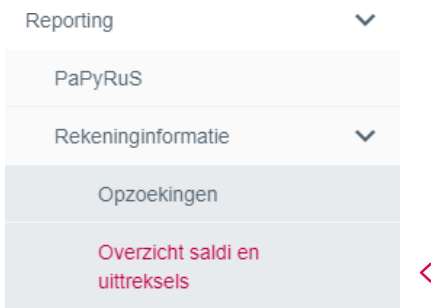 Reporting
PaPyRuS
Rekeninginformatie
Opzoekingen
Overzicht saldi en
uittreksels